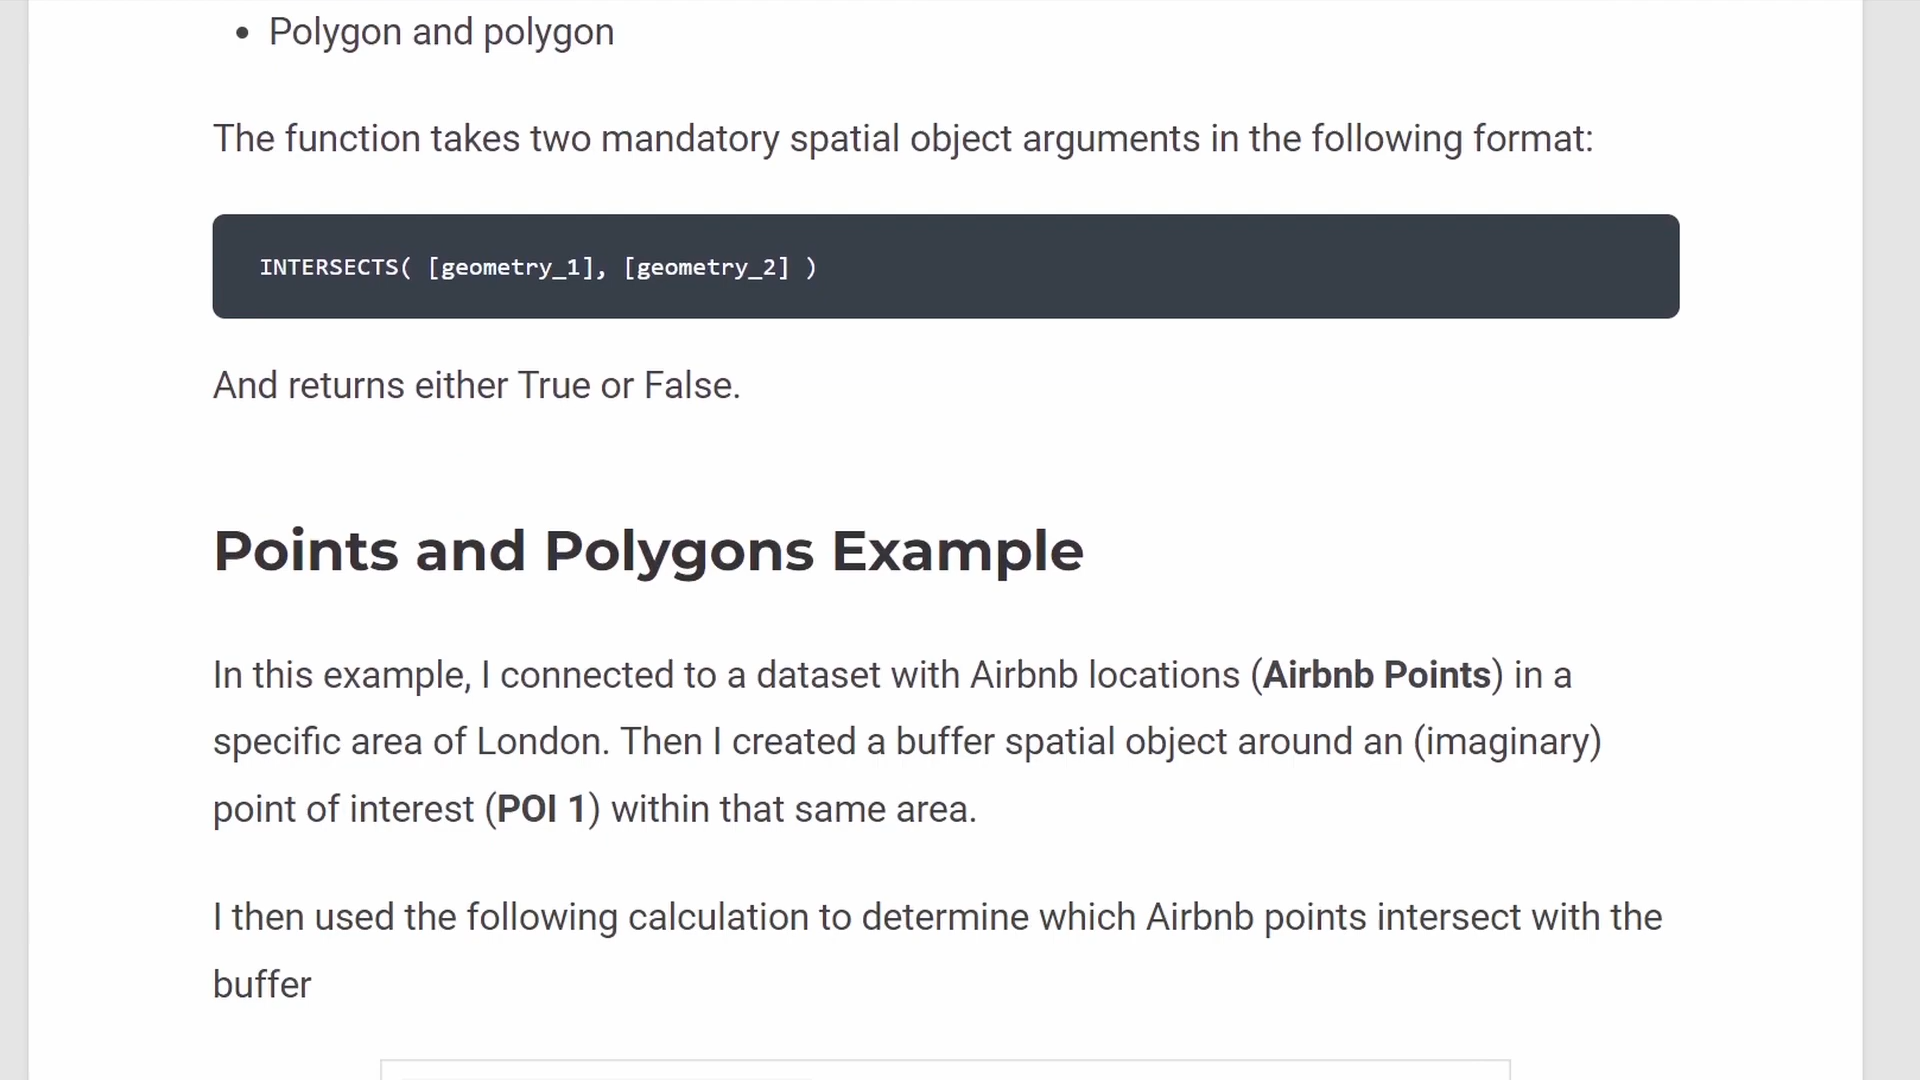 Polygon and polygon
The function takes two mandatory spatial object arguments in the following format:
INTERSECTS( [geometry_1], [geometry_2] )
And returns either True or False.
Points and Polygons Example
In this example, I connected to a dataset with Airbnb locations (Airbnb Points) in a
specific area of London. Then I created a buffer spatial object around an (imaginary)
point of interest (POI 1) within that same area.
I then used the following calculation to determine which Airbnb points intersect with the
buffer